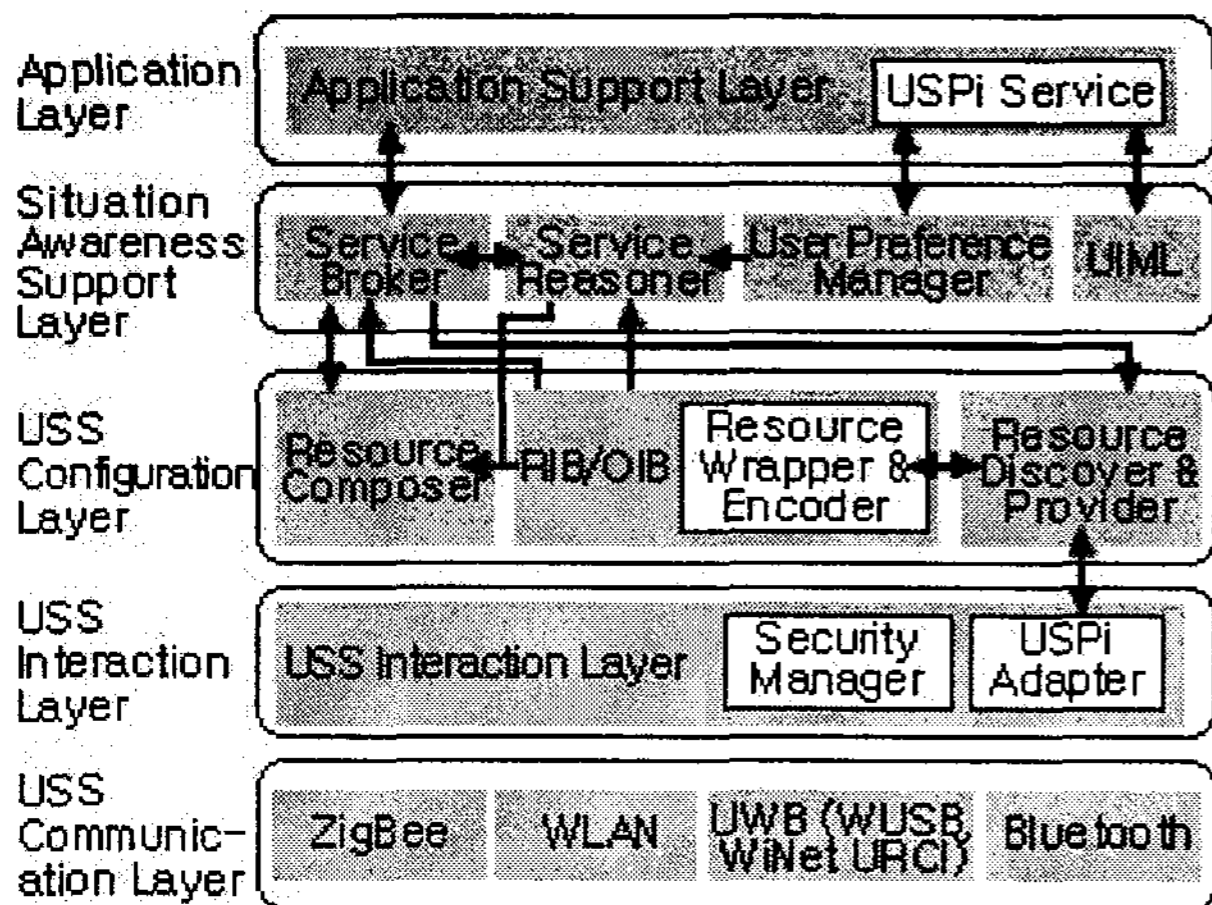 Application
Layer
Application Support Layer
USPi Service
Situation
Awareness
Support
Layer
Service
Broker
Service
Reasoner
User Preference
Manager
UIML
USS
Configuration
Layer
Resource
Composer
RIB/OIB
Resource
Wrapper &
Encoder
Resource
Discover &
Provider
USS
Interaction
Layer
USS Interaction Layer
Security
Manager
USPi
Adapter
USS
Communic-
ation Layer
ZigBee
WLAN
UWB (WUSB,
WiNet URCI)
Bluetooth